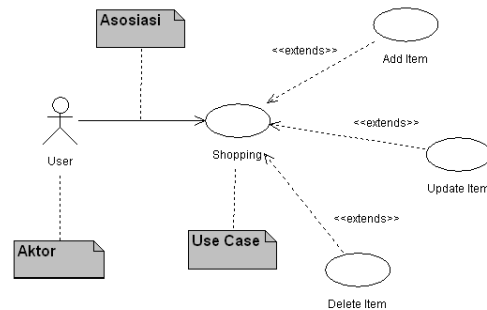 Asosiasi
<<extends>>
Add Item
<<extends>>
User
Shopping
Update Item
<<extends>>
Aktor
Use Case
Delete Item